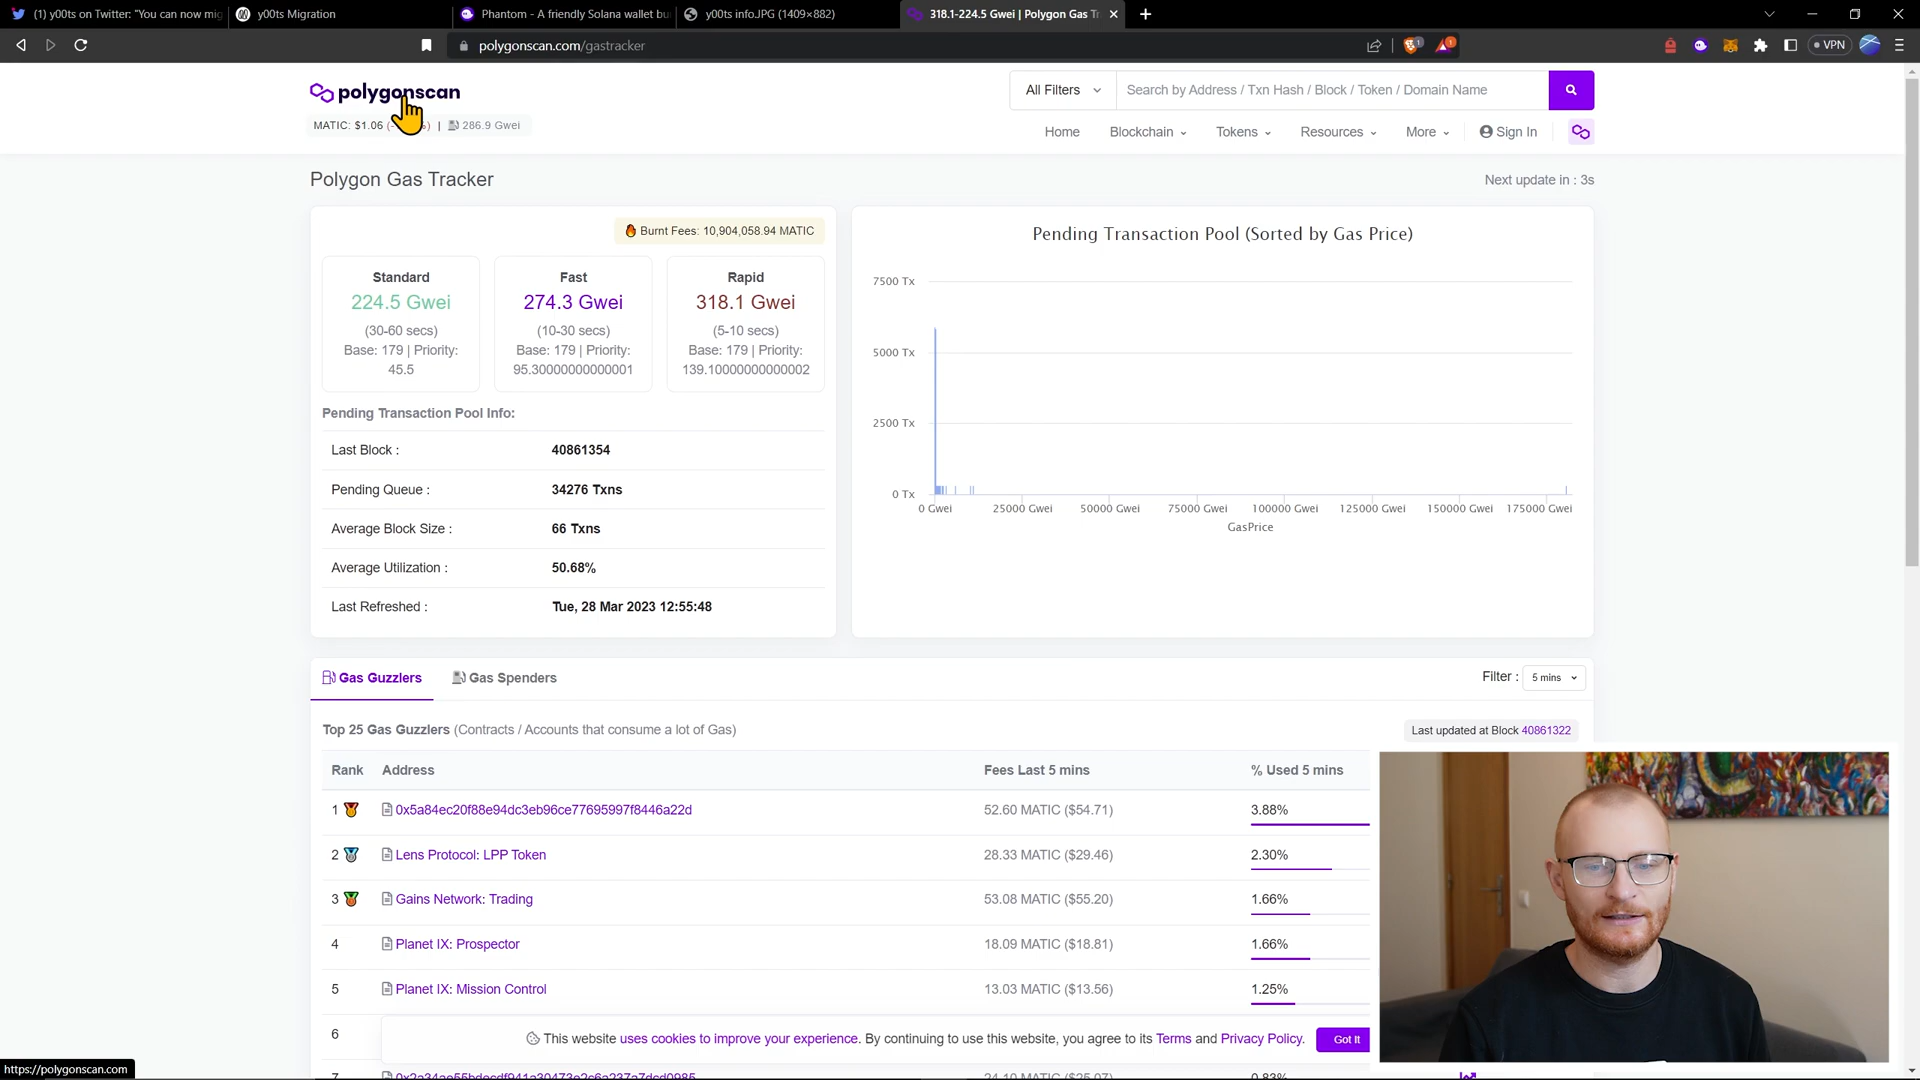 (1) y00ts on Twitter: "You can now mig
y00ts Migration
Phantom - A friendly Solana wallet bu
y00ts info.JPG (1409×882)
318.1-224.5 Gwei | Polygon Gas Tr
polygonscan.com/gastracker
VPN
polygonscan
All Filters
Search by Address / Txn Hash / Block / Token / Domain Name
MATIC: $1.06
| 286.9 Gwei
Home Blockchain Tokens Resources More Sign In
Polygon Gas Tracker
Next update in : 3s
Burnt Fees: 10,904,058.94 MATIC
Standard
224.5 Gwei
(30-60 secs)
Base: 179 | Priority:
45.5
Fast
274.3 Gwei
(10-30 secs)
Base: 179 | Priority:
95.30000000000001
Rapid
318.1 Gwei
(5-10 secs)
Base: 179 | Priority:
139.10000000000002
Pending Transaction Pool Info:
Last Block : 40861354
Pending Queue : 34276 Txns
Average Block Size : 66 Txns
Average Utilization : 50.68%
Last Refreshed : Tue, 28 Mar 2023 12:55:48
Pending Transaction Pool (Sorted by Gas Price)
7500 Tx
5000 Tx
2500 Tx
0 Tx
0 Gwei 25000 Gwei 50000 Gwei 75000 Gwei 100000 Gwei 125000 Gwei 150000 Gwei 175000 Gwei
GasPrice
Gas Guzzlers Gas Spenders
Filter : 5 mins
Top 25 Gas Guzzlers (Contracts / Accounts that consume a lot of Gas)
Last updated at Block 40861322
Rank Address Fees Last 5 mins % Used 5 mins
1 0x5a84ec20f88e94dc3eb96ce77695997f8446a22d 52.60 MATIC ($54.71) 3.88%
2 Lens Protocol: LPP Token 28.33 MATIC ($29.46) 2.30%
3 Gains Network: Trading 53.08 MATIC ($55.20) 1.66%
4 Planet IX: Prospector 18.09 MATIC ($18.81) 1.66%
5 Planet IX: Mission Control 13.03 MATIC ($13.56) 1.25%
6
This website uses cookies to improve your experience. By continuing to use this website, you agree to its Terms and Privacy Policy.
Got It
https://polygonscan.com